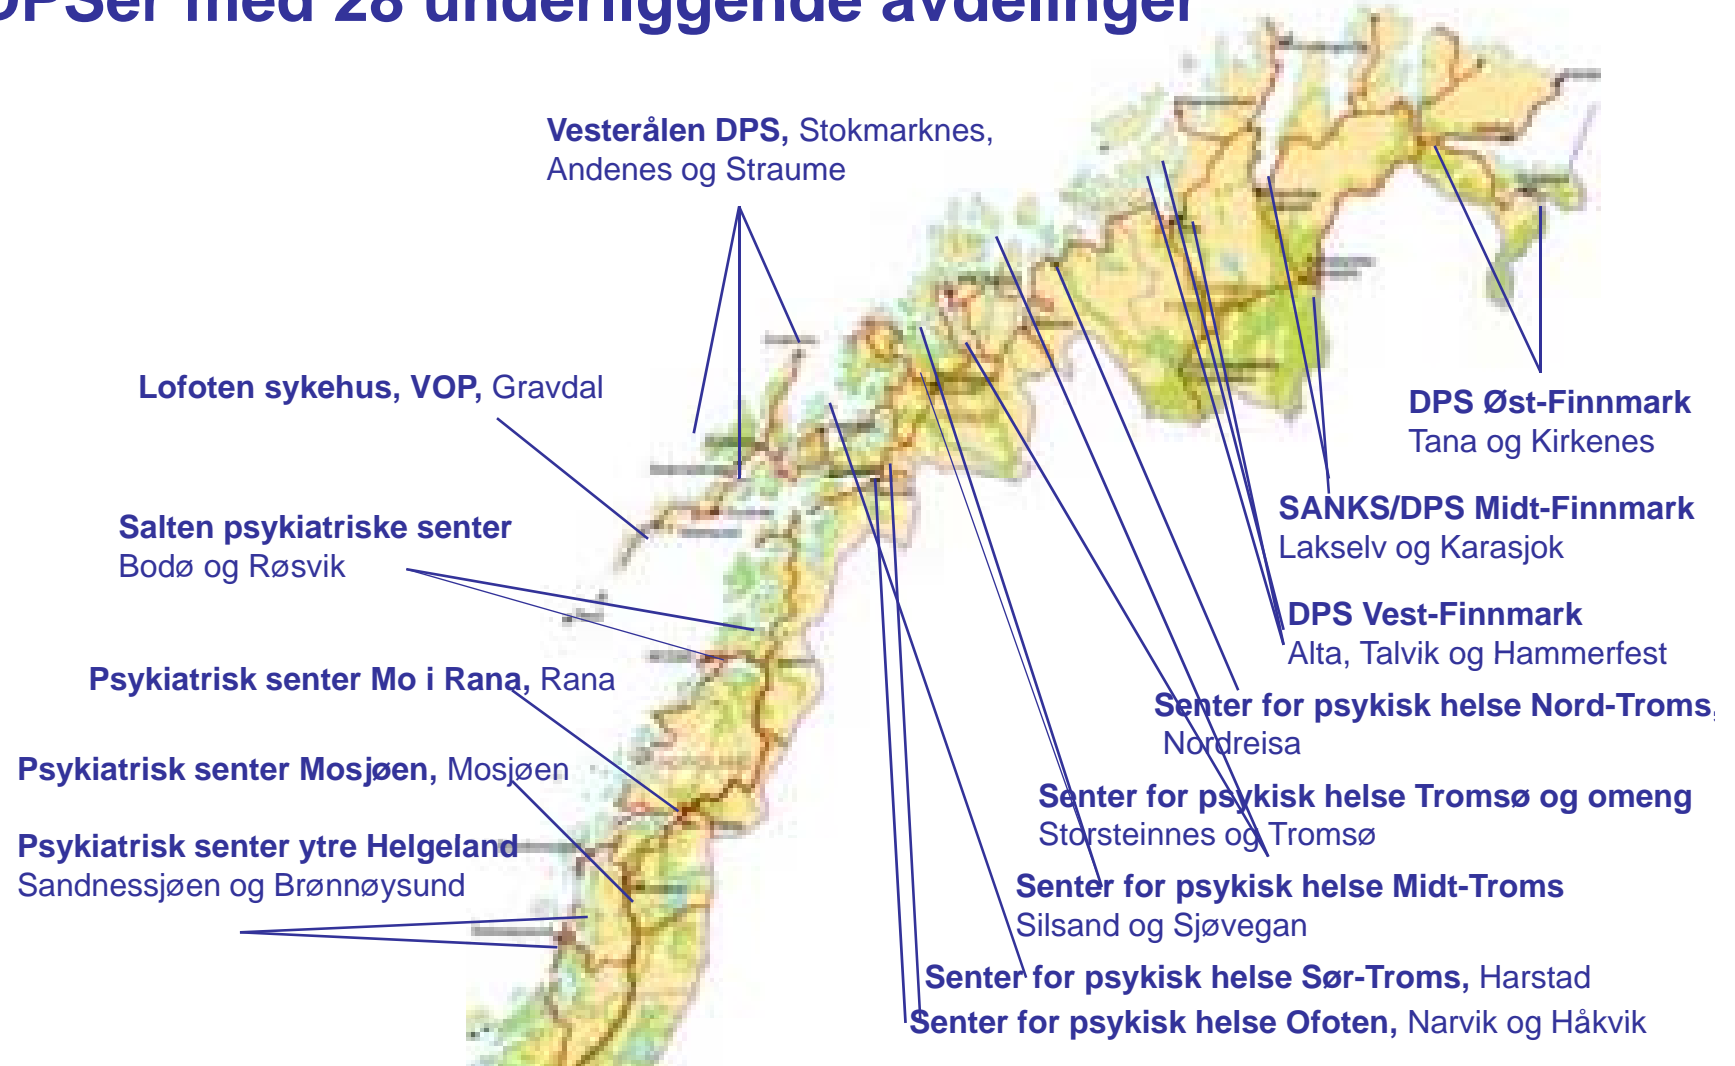 DPSer med 28 underliggende avdelinger
Vesterålen DPS, Stokmarknes,
Andenes og Straume
Lofoten sykehus, VOP, Gravdal
Salten psykiatriske senter
Bodø og Røsvik
Psykiatrisk senter Mo i Rana, Rana
Psykiatrisk senter Mosjøen, Mosjøen
Psykiatrisk senter ytre Helgeland
Sandnessjøen og Brønnøysund
DPS Øst-Finnmark
Tana og Kirkenes
SANKS/DPS Midt-Finnmark
Lakselv og Karasjok
DPS Vest-Finnmark
Alta, Talvik og Hammerfest
Senter for psykisk helse Nord-Troms,
Nordreisa
Senter for psykisk helse Tromsø og omeng
Storsteinnes og Tromsø
Senter for psykisk helse Midt-Troms
Silsand og Sjøvegan
Senter for psykisk helse Sør-Troms, Harstad
Senter for psykisk helse Ofoten, Narvik og Håkvik